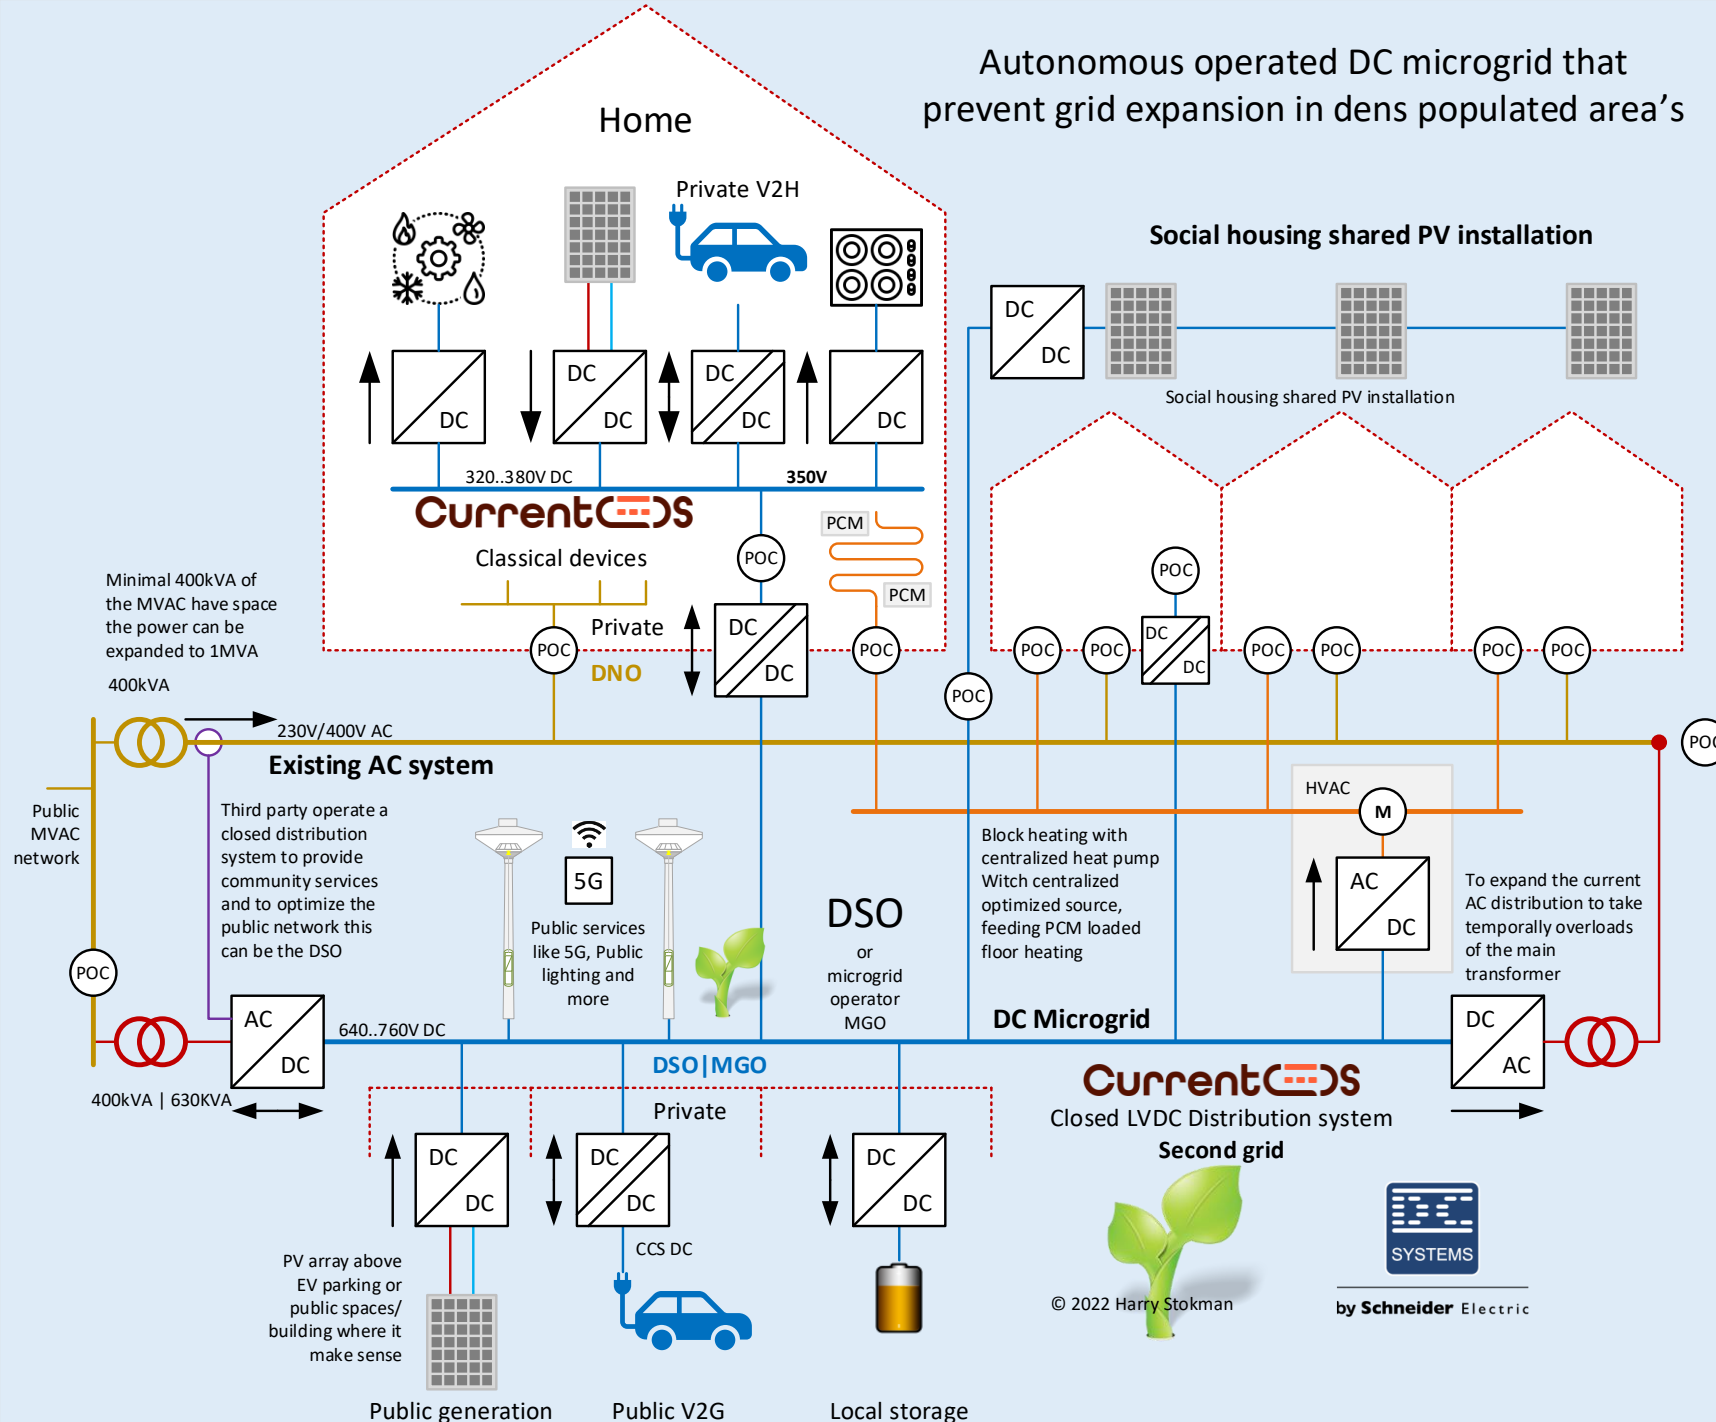 Autonomous operated DC microgrid that
prevent grid expansion in dens populated area's
Home
Private V2H
Social housing shared PV installation
DC
DC
Social housing shared PV installation
DC
DC
DC
DC
DC
DC
320..380V DC
350V
CurrentOS
Classical devices
PCM
PCM
POC
POC
Minimal 400kVA of
the MVAC have space
the power can be
expanded to 1MVA
400kVA
Private
DNO
POC
DC
DC
POC
POC
POC
DC
DC
POC
POC
POC
POC
POC
POC
230V/400V AC
Existing AC system
Public
MVAC
network
Third party operate a
closed distribution
system to provide
community services
and to optimize the
public network this
can be the DSO
5G
Public services
like 5G, Public
lighting and
more
DSO
or
microgrid
operator
MGO
Block heating with
centralized heat pump
Witch centralized
optimized source,
feeding PCM loaded
floor heating
HVAC
M
AC
DC
To expand the current
AC distribution to take
temporally overloads
of the main
transformer
POC
AC
DC
640..760V DC
DC Microgrid
DC
AC
DSO|MGO
400kVA | 630KVA
Private
CurrentOS
Closed LVDC Distribution system
Second grid
DC
DC
DC
DC
DC
DC
CCS DC
PV array above
EV parking or
public spaces/
building where it
make sense
© 2022 Harry Stokman
DC
SYSTEMS
by Schneider Electric
Public generation
Public V2G
Local storage